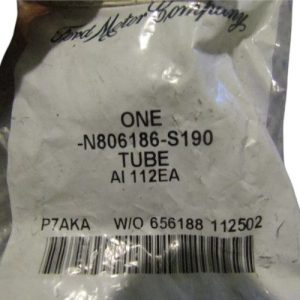 Ford Motor Company
ONE
-N806186-S190
TUBE
AI 112EA
P7AKA W/O 656188 112502